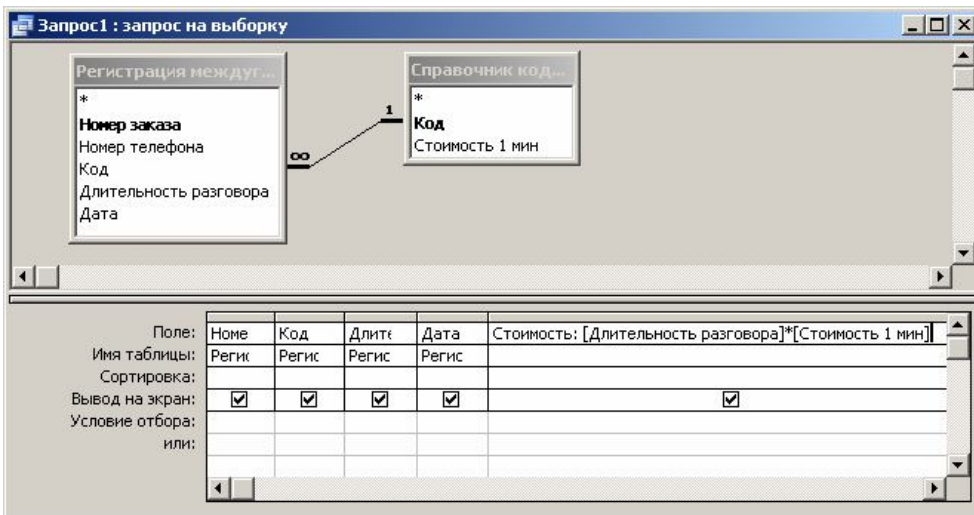 Запрос1 : запрос на выборку
Регистрация междуг...
*
Номер заказа
Номер телефона
Код
Длительность разговора
Дата
∞
1
Справочник код...
*
Код
Стоимость 1 мин
Поле: Номе Код Длите Дата Стоимость: [Длительность разговора]*[Стоимость 1 мин]
Имя таблицы: Регис Регис Регис Регис
Сортировка:
Вывод на экран:
Условие отбора:
или: